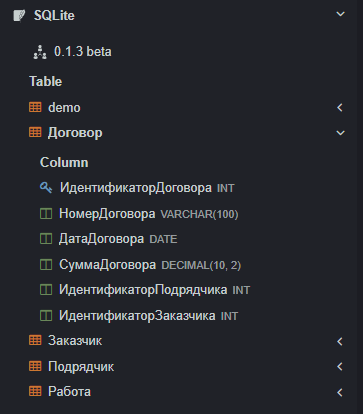 SQLite
0.1.3 beta
Table
demo
Договор
Column
ИдентификаторДоговора INT
НомерДоговора VARCHAR(100)
ДатаДоговора DATE
СуммаДоговора DECIMAL(10, 2)
ИдентификаторПодрядчика INT
ИдентификаторЗаказчика INT
Заказчик
Подрядчик
Работа